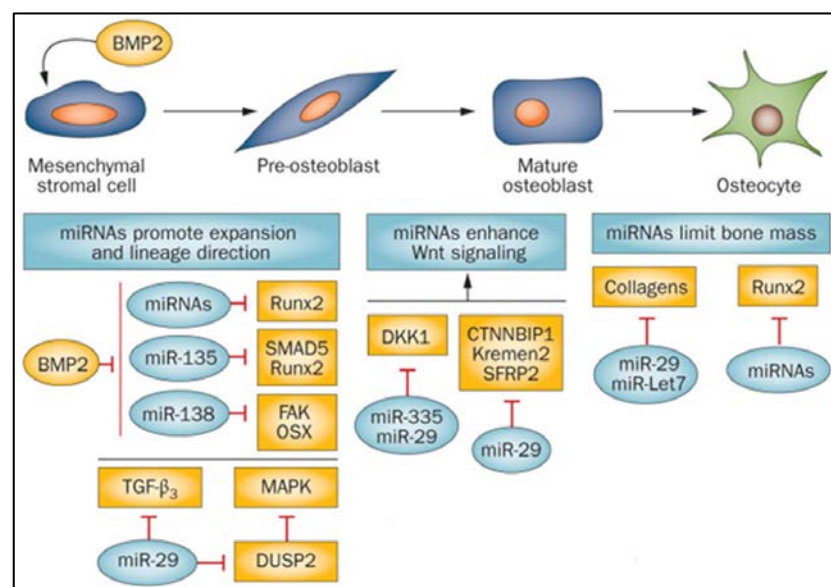 BMP2
Mesenchymal
stromal cell
Pre-osteoblast
Mature
osteoblast
Osteocyte
miRNAs promote expansion
and lineage direction
miRNAs enhance
Wnt signaling
miRNAs limit bone mass
BMP2
miRNAs
Runx2
miR-135
SMAD5
Runx2
miR-138
FAK
OSX
TGF-β₃
MAPK
miR-29
DUSP2
DKK1
CTNNBIP1
Kremen2
SFRP2
miR-335
miR-29
miR-29
Collagens
Runx2
miR-29
miR-Let7
miRNAs